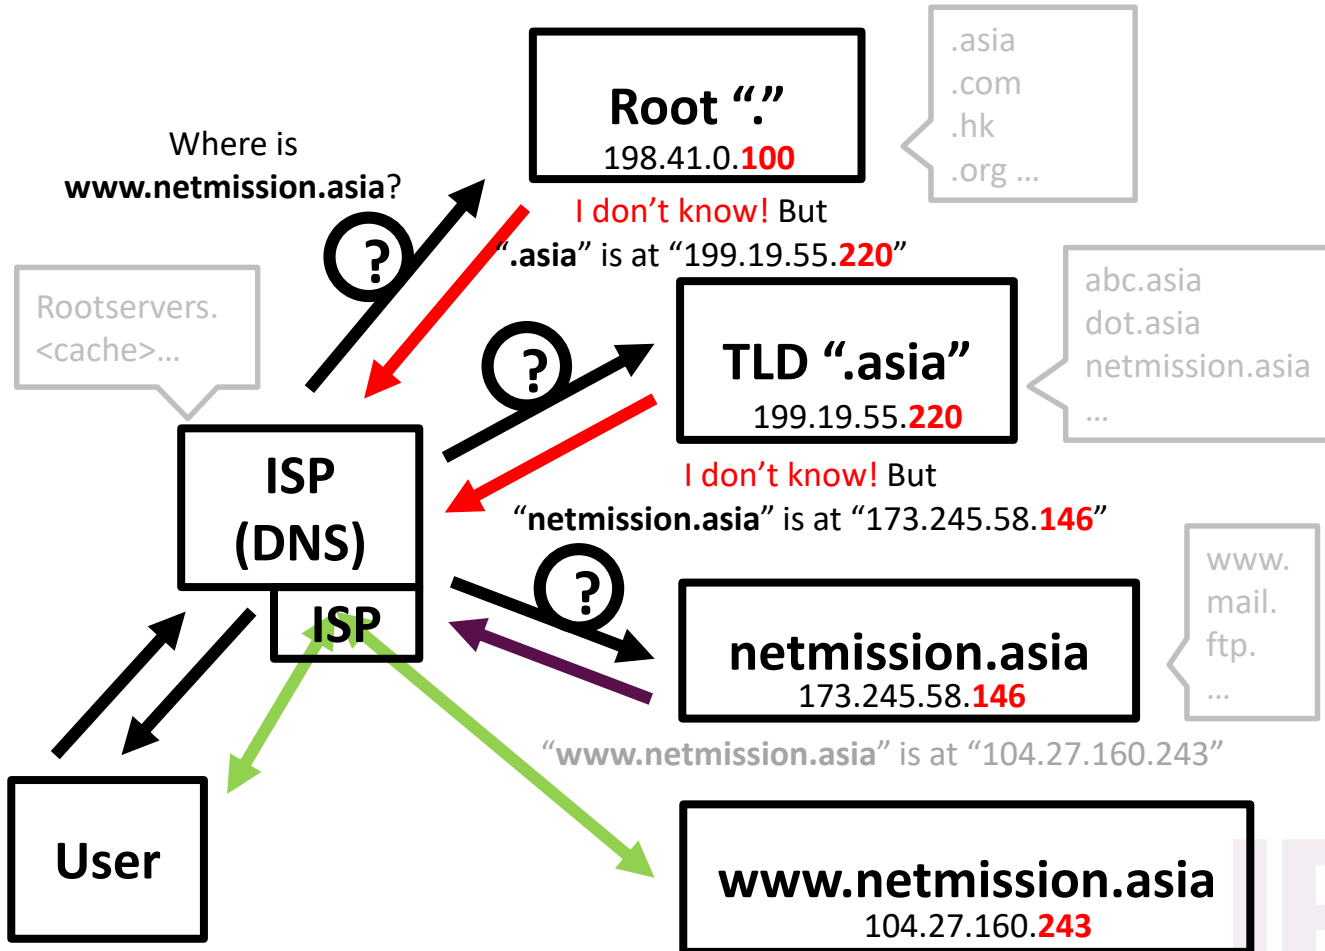 Root “.”
198.41.0.100
.asia
.com
.hk
.org ...
Where is
www.netmission.asia?
?
I don’t know! But
“.asia” is at “199.19.55.220”
Rootservers.
<cache>...
?
TLD “.asia”
199.19.55.220
abc.asia
dot.asia
netmission.asia
...
ISP
(DNS)
I don’t know! But
“netmission.asia” is at “173.245.58.146”
?
ISP
netmission.asia
173.245.58.146
www.
mail.
ftp.
...
“www.netmission.asia” is at “104.27.160.243”
User
www.netmission.asia
104.27.160.243